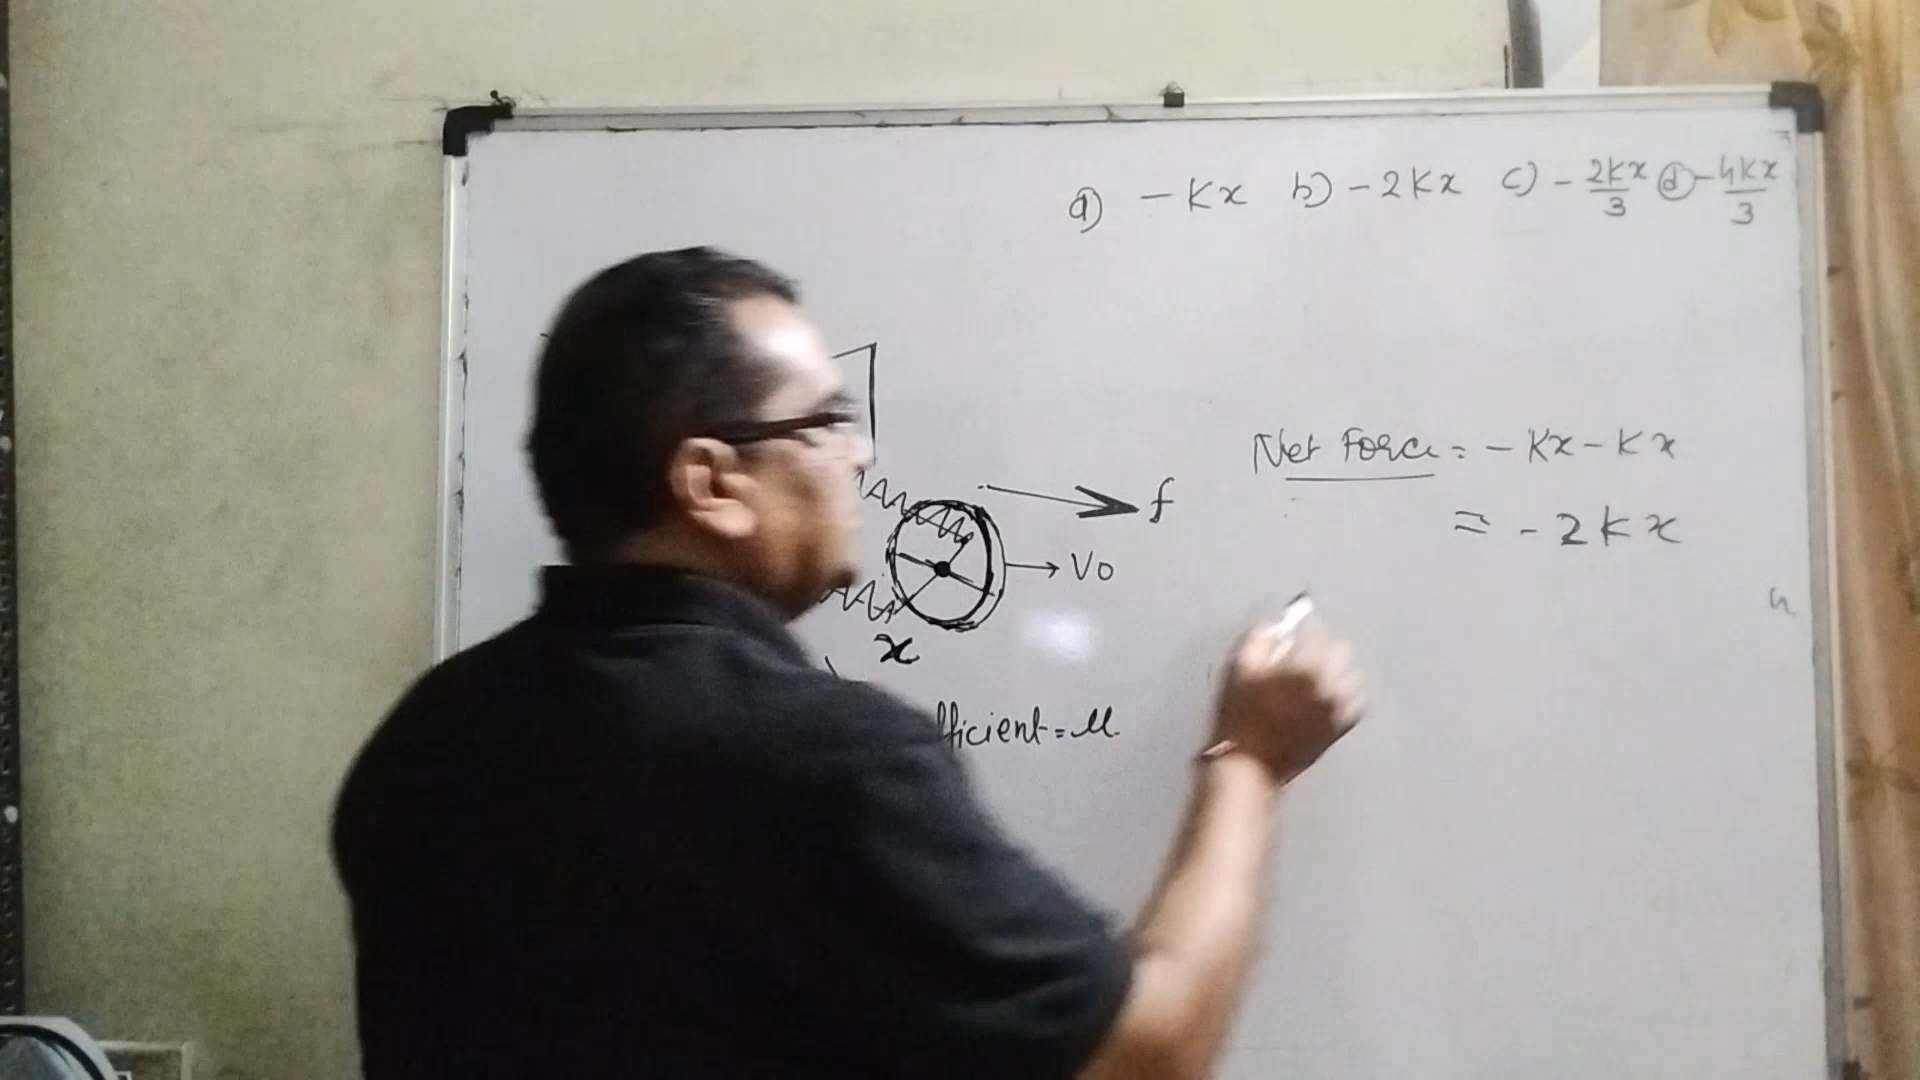 a) -Kx b) -2Kx c) -2Kx/3 d) -4Kx/3
Net Force = -Kx-Kx
= -2Kx
f
Vo
x
fficient = μ